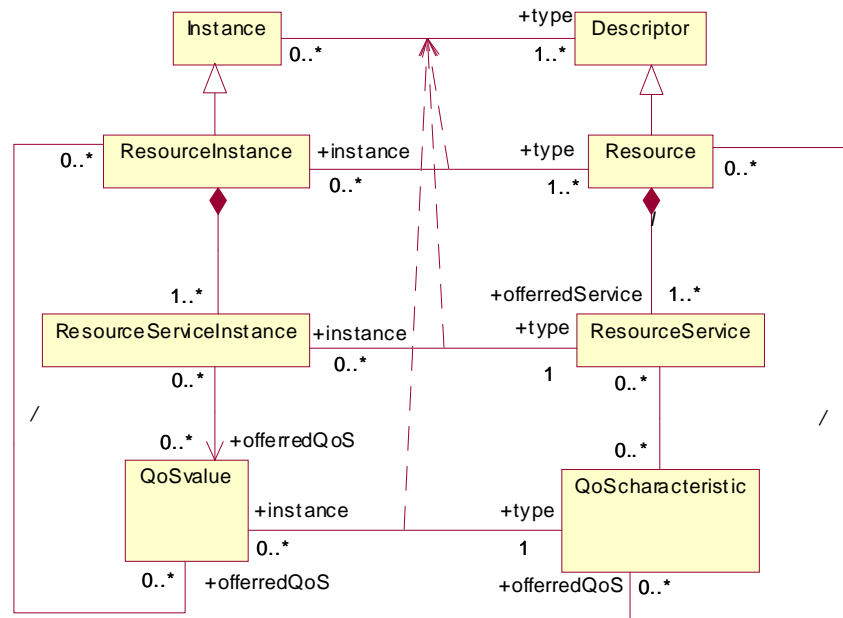 Instance
+type
Descriptor
0..*
1..*
0..*
ResourceInstance
+instance
+type
Resource
0..*
0..*
1..*
/
1..*
+offerredService
1..*
ResourceServiceInstance
+instance
+type
ResourceService
0..*
0..*
1
0..*
/
/
0..*
+offerredQoS
0..*
QoSvalue
QoScharacteristic
+instance
+type
0..*
1
0..*
+offerredQoS
+offerredQoS
0..*